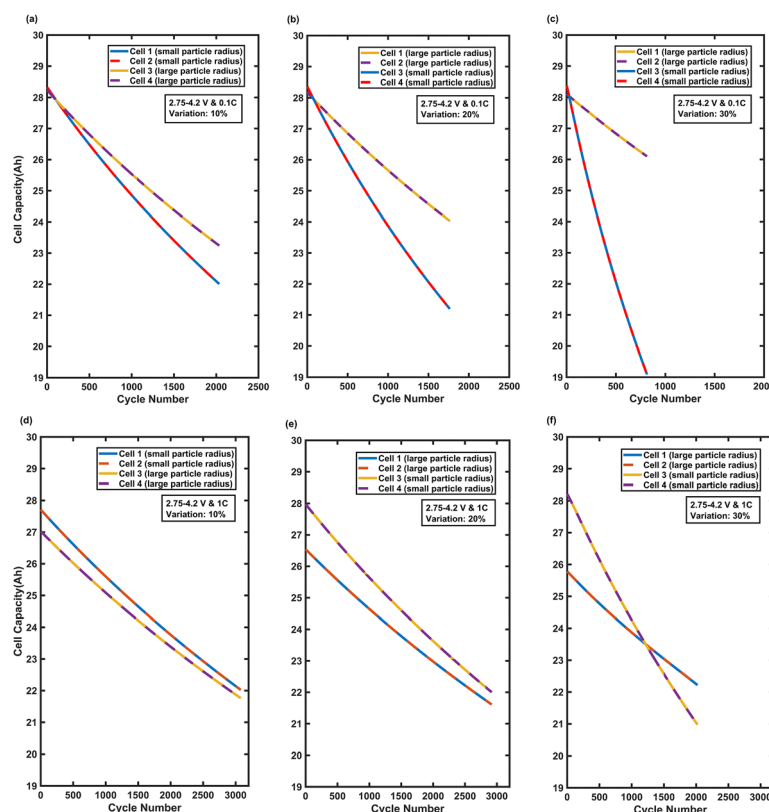 (a)
30
29
28
27
26
25
24
23
22
21
20
19
Cell Capacity(Ah)
Cell 1 (small particle radius)
Cell 2 (small particle radius)
Cell 3 (large particle radius)
Cell 4 (large particle radius)
2.75-4.2 V & 0.1C
Variation: 10%
0 500 1000 1500 2000 2500
Cycle Number
(b)
30
29
28
27
26
25
24
23
22
21
20
19
Cell 1 (large particle radius)
Cell 2 (large particle radius)
Cell 3 (small particle radius)
Cell 4 (small particle radius)
2.75-4.2 V & 0.1C
Variation: 20%
0 500 1000 1500 2000 2500
Cycle Number
(c)
30
29
28
27
26
25
24
23
22
21
20
19
Cell 1 (large particle radius)
Cell 2 (large particle radius)
Cell 3 (small particle radius)
Cell 4 (small particle radius)
2.75-4.2 V & 0.1C
Variation: 30%
0 500 1000 1500 200
Cycle Number
(d)
30
29
28
27
26
25
24
23
22
21
20
19
Cell Capacity(Ah)
Cell 1 (small particle radius)
Cell 2 (small particle radius)
Cell 3 (large particle radius)
Cell 4 (large particle radius)
2.75-4.2 V & 1C
Variation: 10%
0 500 1000 1500 2000 2500 3000
Cycle Number
(e)
30
29
28
27
26
25
24
23
22
21
20
19
Cell 1 (large particle radius)
Cell 2 (large particle radius)
Cell 3 (small particle radius)
Cell 4 (small particle radius)
2.75-4.2 V & 1C
Variation: 20%
0 500 1000 1500 2000 2500 3000
Cycle Number
(f)
30
29
28
27
26
25
24
23
22
21
20
19
Cell 1 (large particle radius)
Cell 2 (large particle radius)
Cell 3 (small particle radius)
Cell 4 (small particle radius)
2.75-4.2 V & 1C
Variation: 30%
0 500 1000 1500 2000 2500 3000
Cycle Number